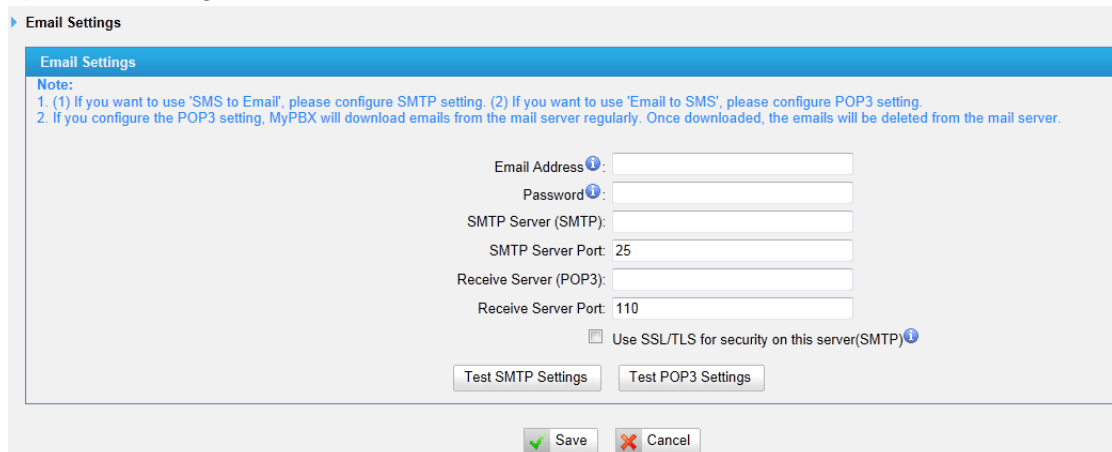 Email Settings
Email Settings
Note:
1. (1) If you want to use 'SMS to Email', please configure SMTP setting. (2) If you want to use 'Email to SMS', please configure POP3 setting.
2. If you configure the POP3 setting, MyPBX will download emails from the mail server regularly. Once downloaded, the emails will be deleted from the mail server.
Email Address :
Password :
SMTP Server (SMTP):
SMTP Server Port: 25
Receive Server (POP3):
Receive Server Port: 110
Use SSL/TLS for security on this server(SMTP)
Test SMTP Settings Test POP3 Settings
Save Cancel